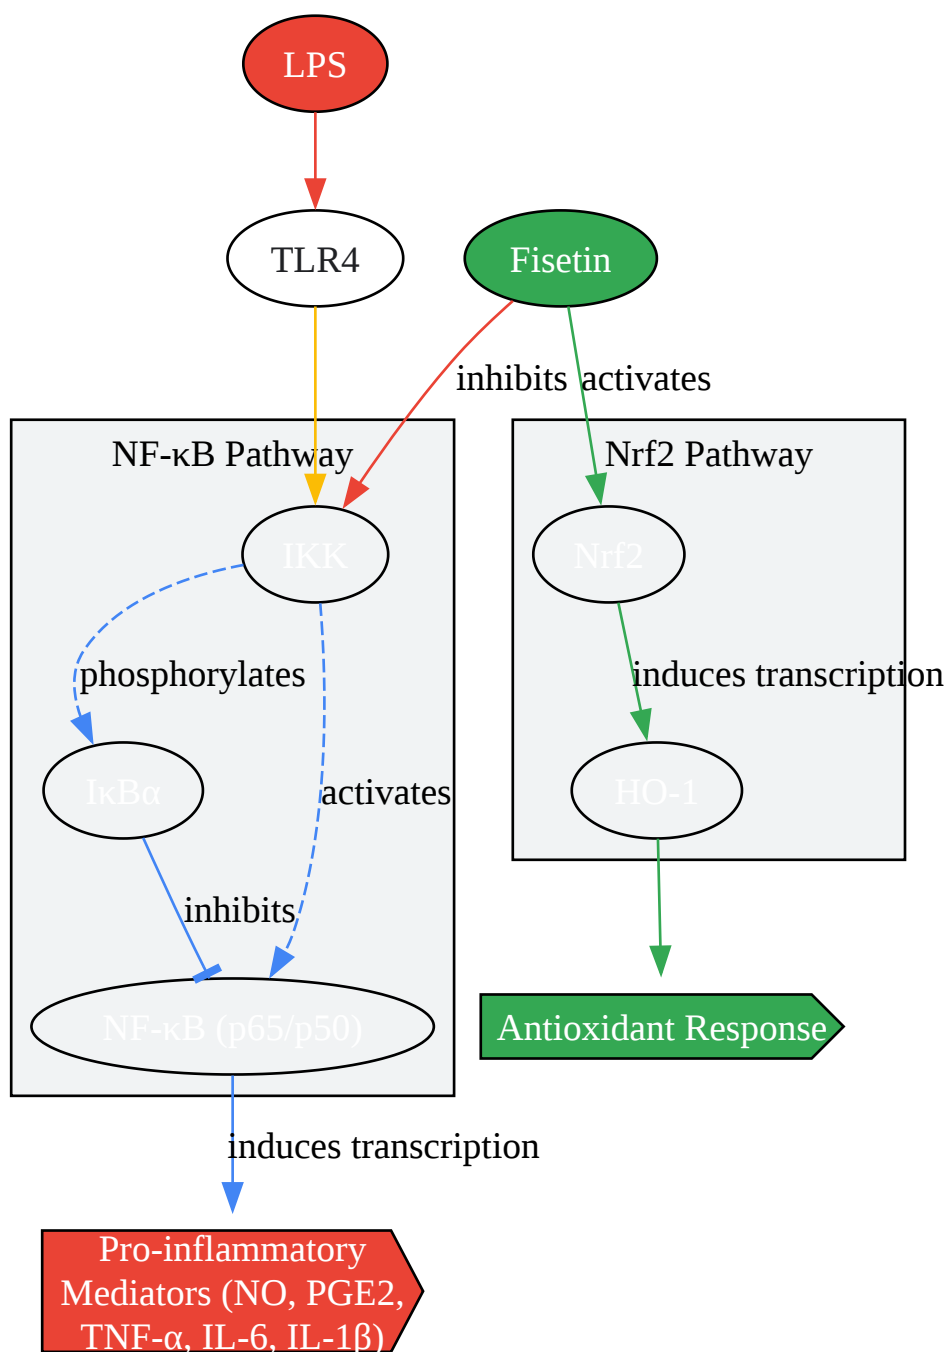 LPS
TLR4
Fisetin
inhibits
activates
NF-κB Pathway
Nrf2 Pathway
IKK
Nrf2
phosphorylates
induces transcription
IκBα
activates
HO-1
inhibits
NF-κB (p65/p50)
Antioxidant Response
induces transcription
Pro-inflammatory
Mediators (NO, PGE2,
TNF-α, IL-6, IL-1β)